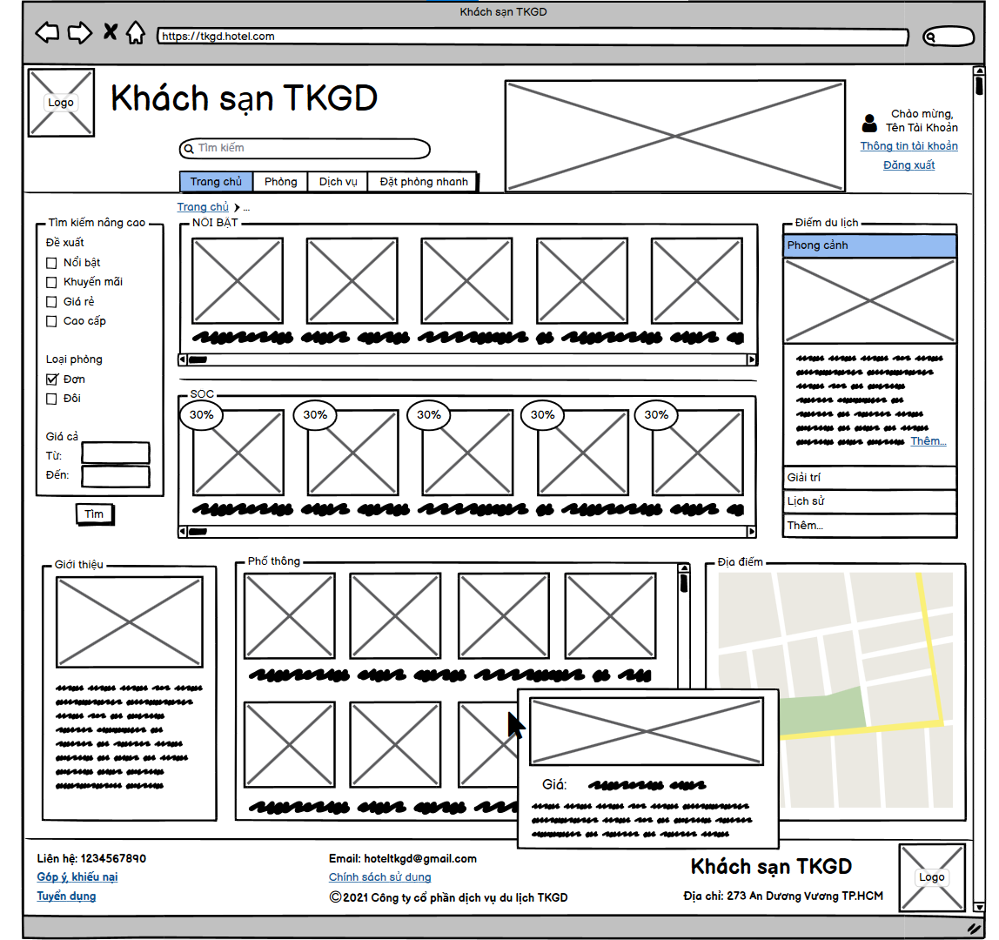 Khách sạn TKGD
https://tkgd.hotel.com
Logo
Khách sạn TKGD
Tìm kiếm
Chào mừng,
Tên Tài Khoản
Thông tin tài khoản
Đăng xuất
Trang chủ
Phòng
Dịch vụ
Đặt phòng nhanh
Trang chủ > ...
Tìm kiếm nâng cao
Đề xuất
Nổi bật
Khuyến mãi
Giá rẻ
Cao cấp
Loại phòng
Đơn
Đôi
Giá cả
Từ:
Đến:
Tìm
NỔI BẬT
SOC
30%
30%
30%
30%
30%
Điểm du lịch
Phong cảnh
Thêm...
Giải trí
Lịch sử
Thêm...
Giới thiệu
Phổ thông
Giá:
Địa điểm
Liên hệ: 1234567890
Góp ý, khiếu nại
Tuyển dụng
Email: hoteltkgd@gmail.com
Chính sách sử dụng
©2021 Công ty cổ phần dịch vụ du lịch TKGD
Khách sạn TKGD
Địa chỉ: 273 An Dương Vương TP.HCM
Logo